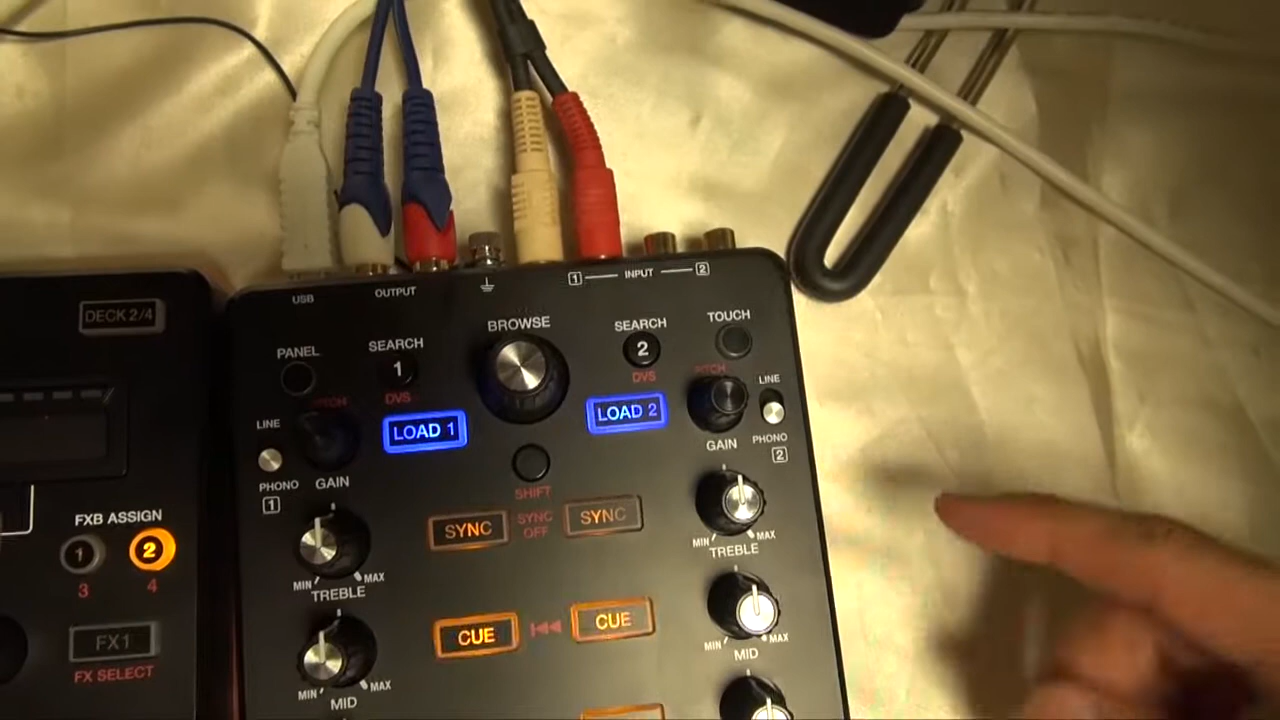 DECK 2/4
FXB ASSIGN
1
2
3
4
FX1
FX SELECT
USB
OUTPUT
1 INPUT 2
PANEL
SEARCH
1
DVS
BROWSE
SEARCH
2
DVS
TOUCH
PITCH
PITCH
LINE
LINE
LOAD 1
LOAD 2
PHONO
1
PHONO
2
GAIN
GAIN
SHIFT
SYNC
SYNC
OFF
SYNC
MIN
MAX
TREBLE
MIN
MAX
TREBLE
CUE
CUE
MIN
MAX
MID
MIN
MAX
MID